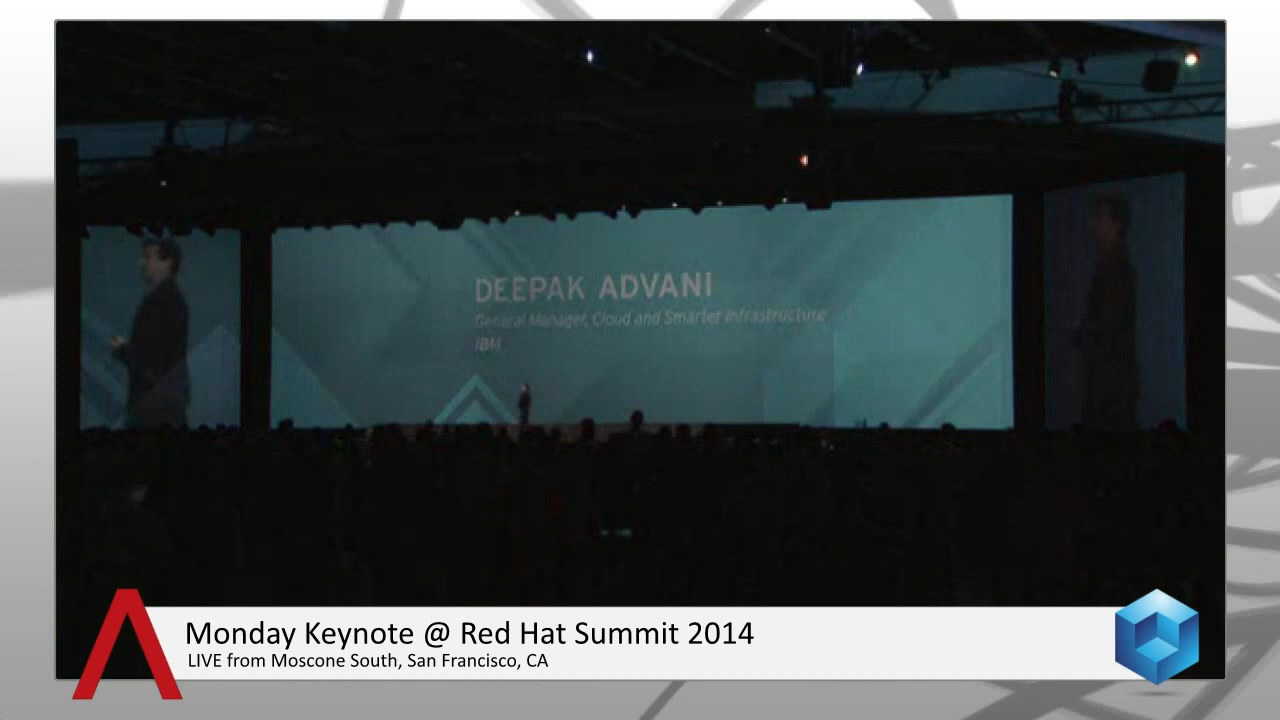 DEEPAK ADVANI
General Manager, Cloud and Smarter Infrastructure
IBM
Monday Keynote @ Red Hat Summit 2014
LIVE from Moscone South, San Francisco, CA